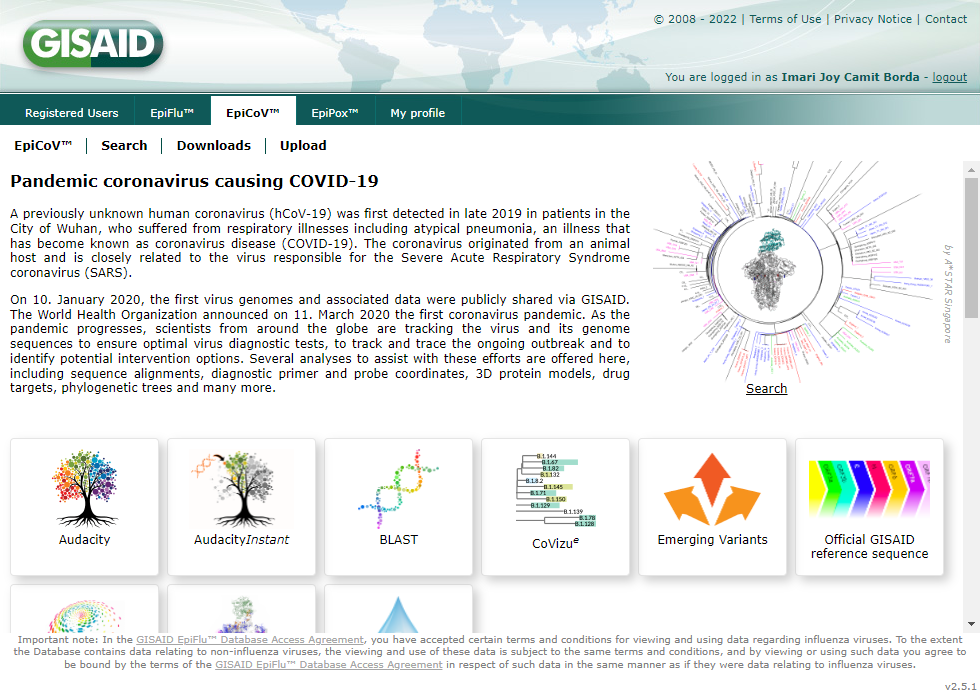 GISAID
© 2008 - 2022 | Terms of Use | Privacy Notice | Contact
You are logged in as Imari Joy Camit Borda - logout
Registered Users EpiFlu™ EpiCoV™ EpiPox™ My profile
EpiCoV™ | Search | Downloads | Upload
Pandemic coronavirus causing COVID-19
A previously unknown human coronavirus (hCoV-19) was first detected in late 2019 in patients in the
City of Wuhan, who suffered from respiratory illnesses including atypical pneumonia, an illness that
has become known as coronavirus disease (COVID-19). The coronavirus originated from an animal
host and is closely related to the virus responsible for the Severe Acute Respiratory Syndrome
coronavirus (SARS).
On 10. January 2020, the first virus genomes and associated data were publicly shared via GISAID.
The World Health Organization announced on 11. March 2020 the first coronavirus pandemic. As the
pandemic progresses, scientists from around the globe are tracking the virus and its genome
sequences to ensure optimal virus diagnostic tests, to track and trace the ongoing outbreak and to
identify potential intervention options. Several analyses to assist with these efforts are offered here,
including sequence alignments, diagnostic primer and probe coordinates, 3D protein models, drug
targets, phylogenetic trees and many more.
by A*STAR Singapore
Search
Audacity
AudacityInstant
BLAST
B.1.144
B.1.67
B.1.82
B.1.132
B.1.8.2
B.1.145
B.1.71
B.1.150
B.1.129
B.1.139
B.1.78
B.1.128
CoVizue
Emerging Variants
Official GISAID
reference sequence
Important note: In the GISAID EpiFlu™ Database Access Agreement, you have accepted certain terms and conditions for viewing and using data regarding influenza viruses. To the extent
the Database contains data relating to non-influenza viruses, the viewing and use of these data is subject to the same terms and conditions, and by viewing or using such data you agree to
be bound by the terms of the GISAID EpiFlu™ Database Access Agreement in respect of such data in the same manner as if they were data relating to influenza viruses.
v2.5.1